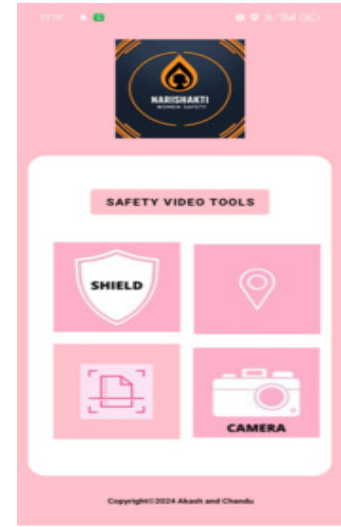 NARISHAKTI
WOMEN SAFETY
SAFETY VIDEO TOOLS
SHIELD
CAMERA
Copyright©2024 Akash and Chandu